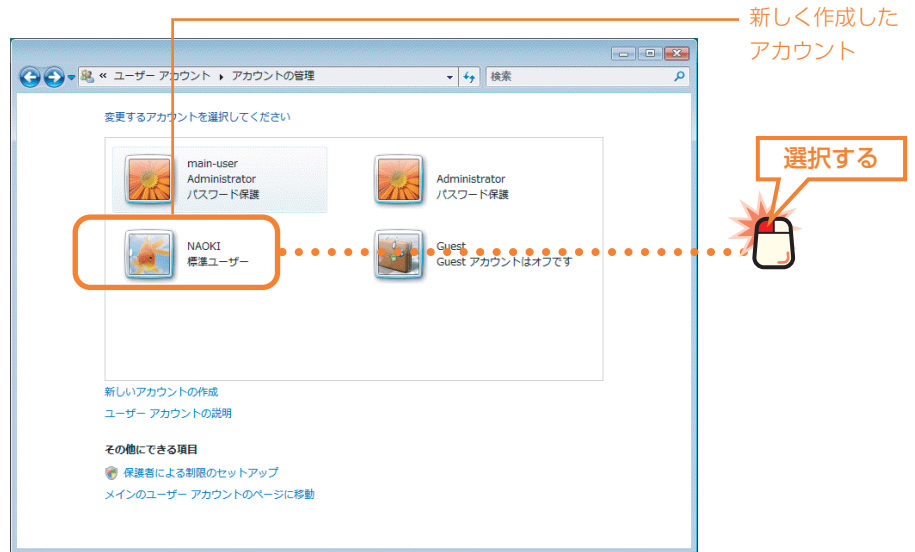 新しく作成した
アカウント
« ユーザー アカウント ▸ アカウントの管理
検索
変更するアカウントを選択してください
選択する
main-user
Administrator
パスワード保護
Administrator
パスワード保護
NAOKI
標準ユーザー
Guest
Guest アカウントはオフです
新しいアカウントの作成
ユーザー アカウントの説明
その他にできる項目
保護者による制限のセットアップ
メインのユーザー アカウントのページに移動